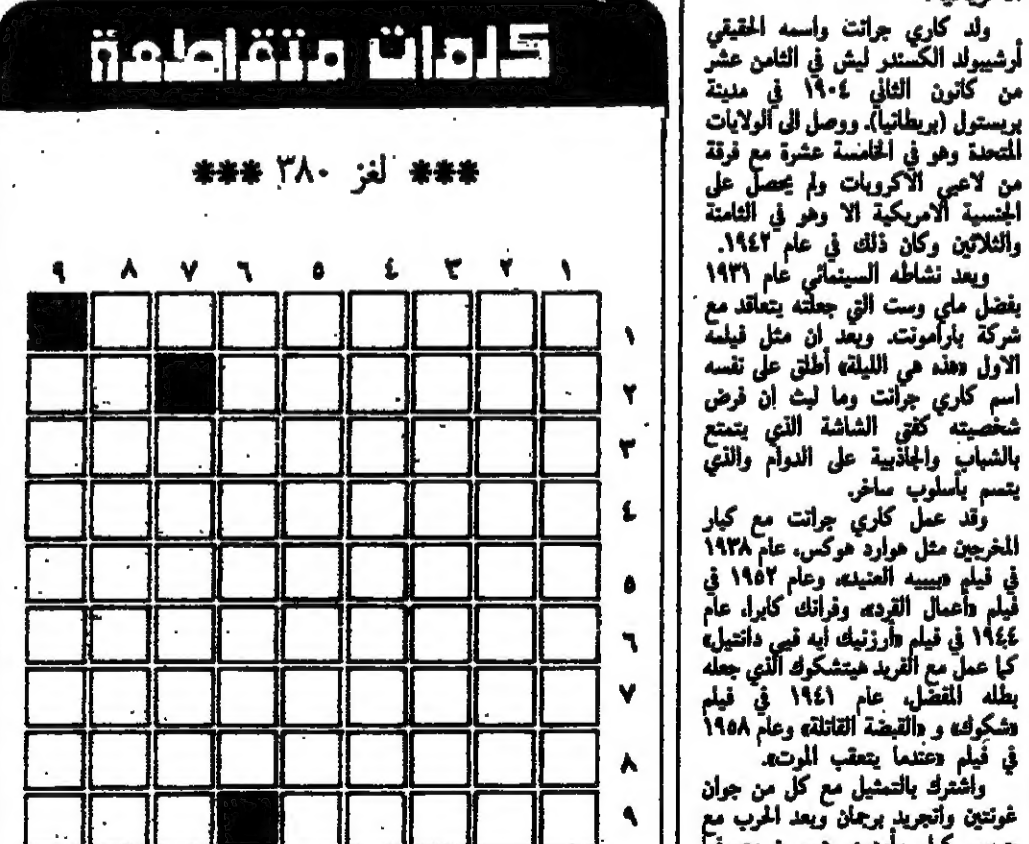 كلمات متقاطعة
*** لغز ٣٨٠ ***
١ ٢ ٣ ٤ ٥ ٦ ٧ ٨ ٩
١
٢
٣
٤
٥
٦
٧
٨
٩
ولد كاري جرانت واسمه الحقيقي
أرشيبولد الكسندر ليش في الثامن عشر
من كانون الثاني ١٩٠٤ في مدينة
بريستول (بريطانيا). ووصل الى الولايات
المتحدة وهو في الخامسة عشرة مع فرقة
من لاعبي الاكروبات ولم يحصل على
الجنسية الامريكية الا وهو في الثامنة
والثلاثين وكان ذلك في عام ١٩٤٢.
وبعد نشاطه السينمائي عام ١٩٣١
بفضل ماي وست التي جعلته يتعاقد مع
شركة بارامونت. وبعد ان مثل فيلمه
الاول «هذه هي الليلة» أطلق على نفسه
اسم كاري جرانت وما لبث ان فرض
شخصيته كفتى الشاشة الذي يتمتع
بالشباب والجاذبية على الدوام والذي
يتسم بأسلوب ساخر.
وقد عمل كاري جرانت مع كبار
المخرجين مثل هوارد هوكس، عام ١٩٣٨
في فيلم «بيبيه العنيد»، وعام ١٩٥٢ في
فيلم «أعمال القرد»، وفرانك كابرا، عام
١٩٤٤ في فيلم «أرزنيك ايه فيي دانتيل»
كما عمل مع الفريد هيتشكوك الذي جعله
بطله المفضل، عام ١٩٤١ في فيلم
«شكوك» و «القبضة القاتلة» وعام ١٩٥٨
في فيلم «عندما يتعقب الموت».
واشترك بالتمثيل مع كل من جوان
فونتين وانجريد برجمان وبعد الحرب مع